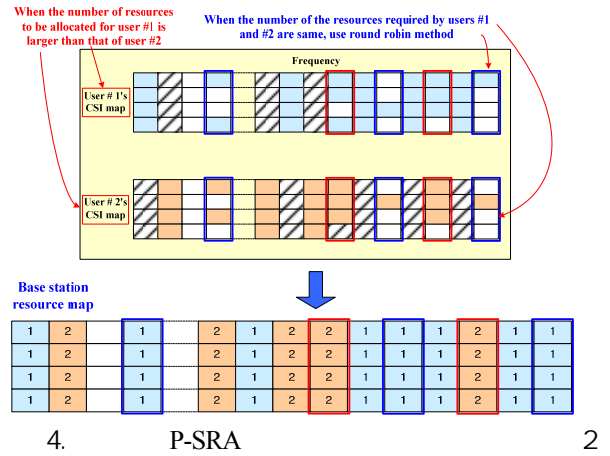 When the number of resources
to be allocated for user #1 is
larger than that of user #2
When the number of the resources required by users #1
and #2 are same, use round robin method
Frequency
User # 1's
CSI map
User # 2's
CSI map
Base station
resource map
1 2 1 2 1 2 2 1 1 1 2 1 1
1 2 1 2 1 2 2 1 1 1 2 1 1
1 2 1 2 1 2 2 1 1 1 2 1 1
1 2 1 2 1 2 2 1 1 1 2 1 1
4. P-SRA 2